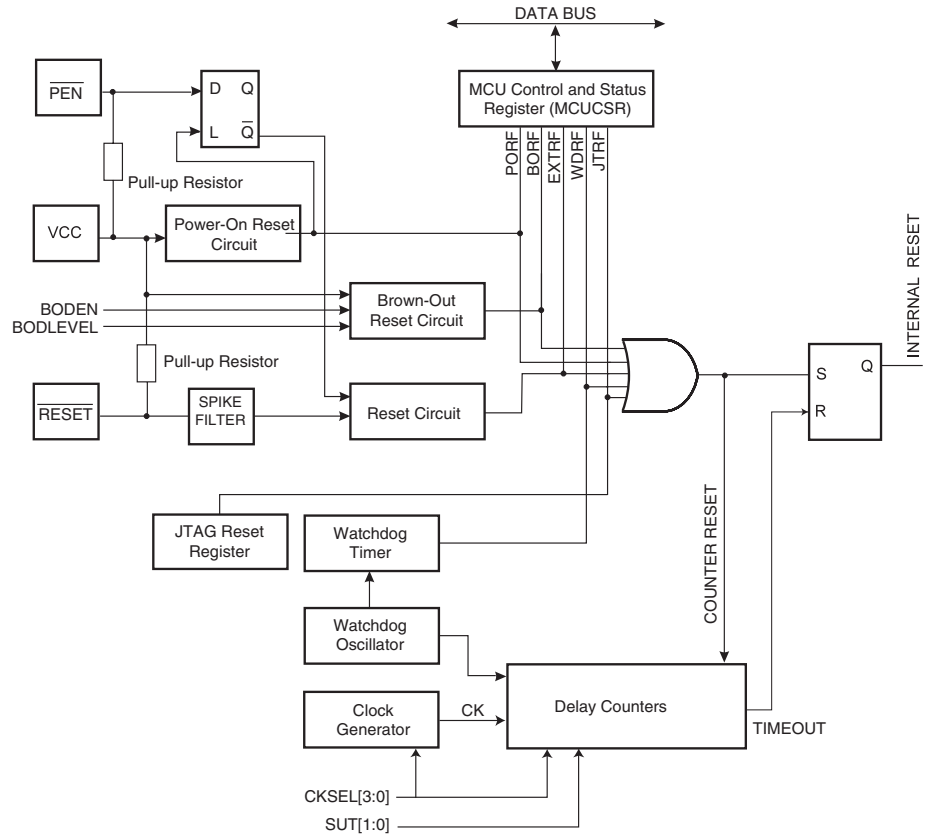 DATA BUS
MCU Control and Status
Register (MCUCSR)
PEN
D Q
L Q
PORF
BORF
EXTRF
WDRF
JTRF
Pull-up Resistor
VCC
Power-On Reset
Circuit
BODEN
BODLEVEL
Brown-Out
Reset Circuit
INTERNAL RESET
Pull-up Resistor
RESET
SPIKE
FILTER
Reset Circuit
S Q
R
JTAG Reset
Register
Watchdog
Timer
COUNTER RESET
Watchdog
Oscillator
Clock
Generator
CK
Delay Counters
TIMEOUT
CKSEL[3:0]
SUT[1:0]